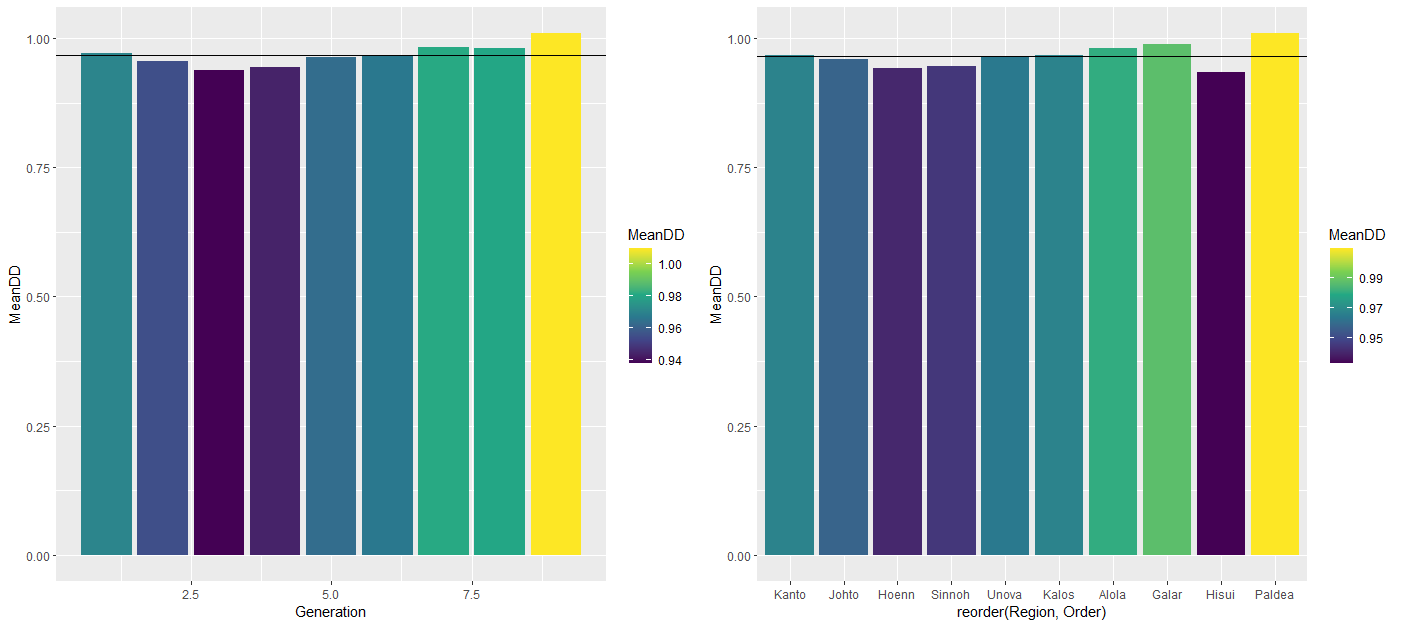 MeanDD
1.00
0.75
0.50
0.25
0.00
2.5 5.0 7.5
Generation
MeanDD
1.00
0.98
0.96
0.94
MeanDD
1.00
0.75
0.50
0.25
0.00
Kanto Johto Hoenn Sinnoh Unova Kalos Alola Galar Hisui Paldea
reorder(Region, Order)
MeanDD
0.99
0.97
0.95